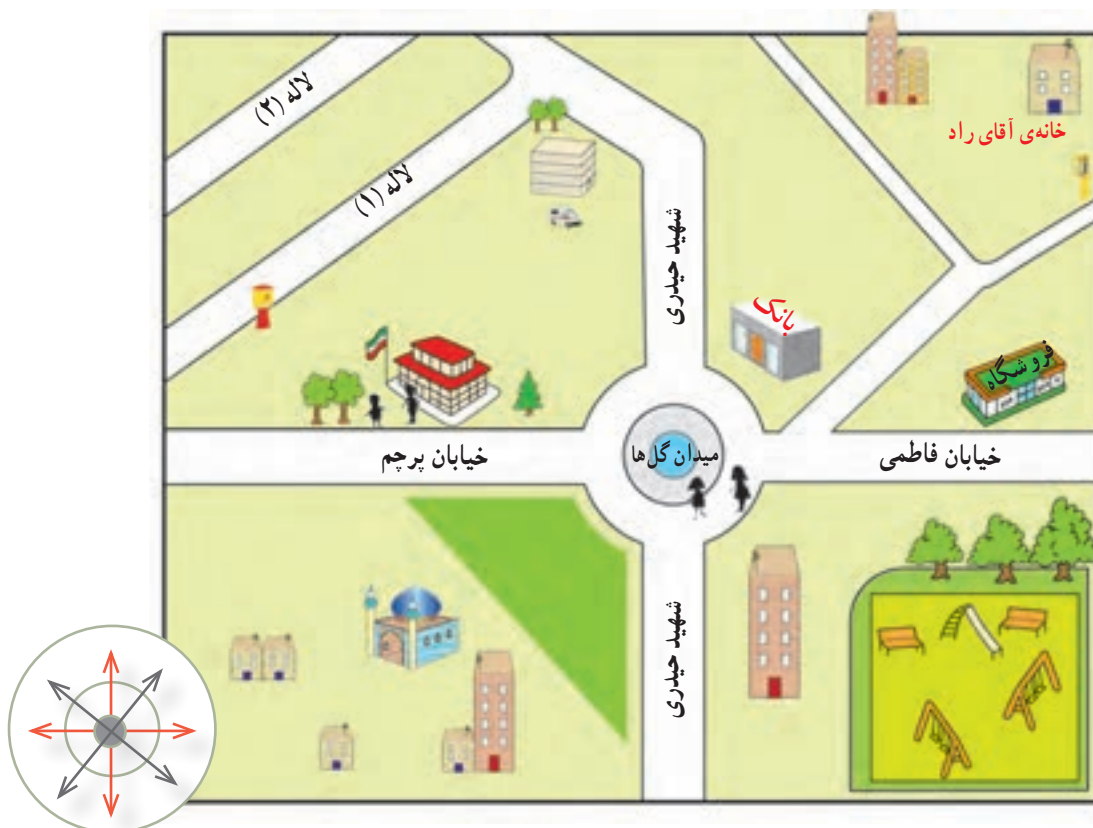 خانه‌ی آقای راد
لاله (۲)
لاله (۱)
شهید حیدری
بانک
فروشگاه
خیابان فاطمی
میدان گل‌ها
خیابان پرچم
شهید حیدری